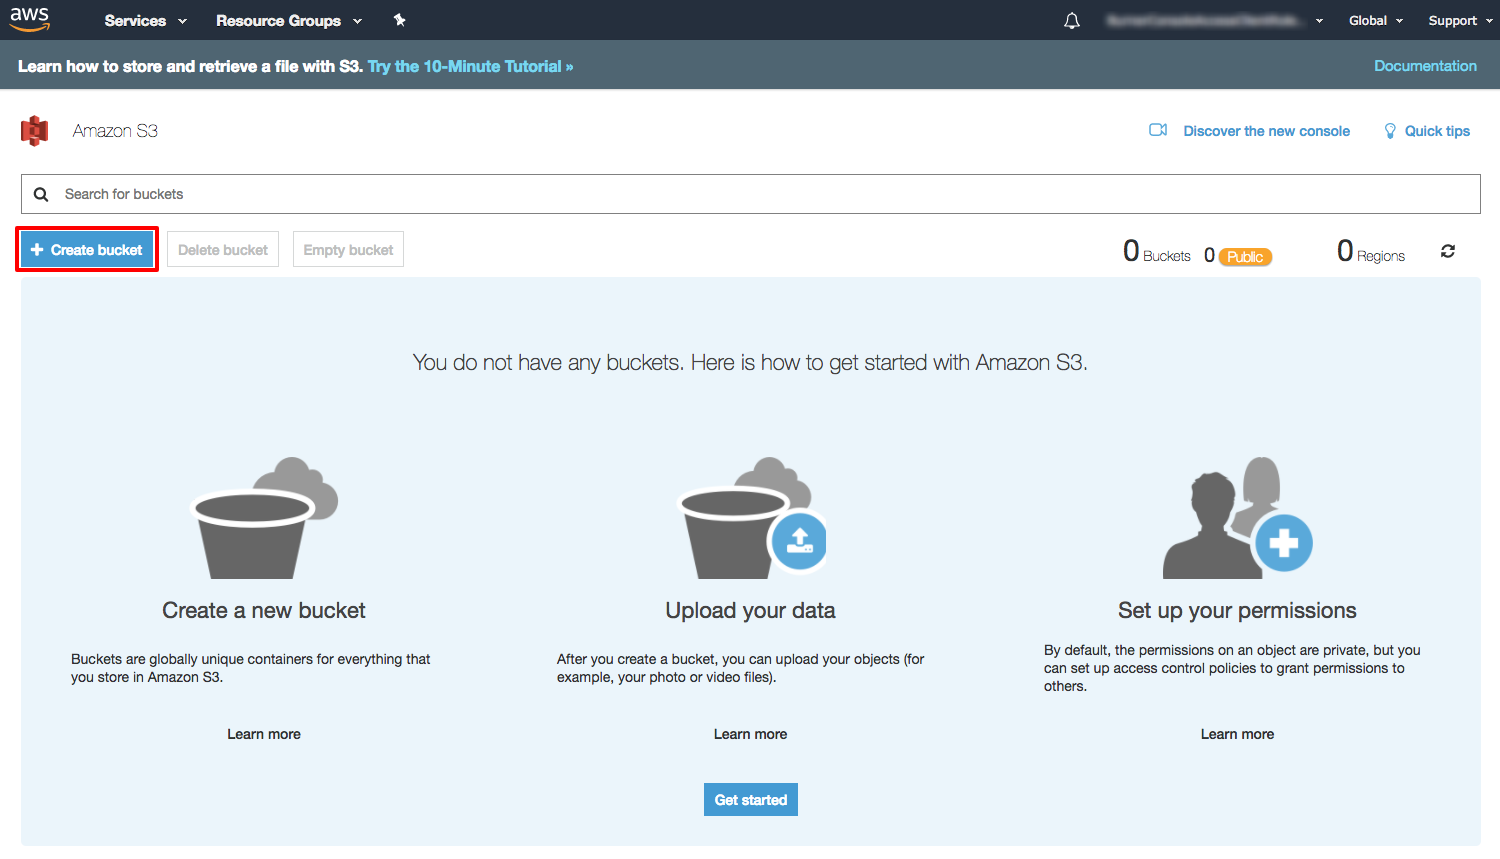 aws Services Resource Groups Global Support
Learn how to store and retrieve a file with S3. Try the 10-Minute Tutorial » Documentation
Amazon S3 Discover the new console Quick tips
Search for buckets
Create bucket Delete bucket Empty bucket 0 Buckets 0 Public 0 Regions
You do not have any buckets. Here is how to get started with Amazon S3.
Create a new bucket
Buckets are globally unique containers for everything that
you store in Amazon S3.
Learn more
Upload your data
After you create a bucket, you can upload your objects (for
example, your photo or video files).
Learn more
Set up your permissions
By default, the permissions on an object are private, but you
can set up access control policies to grant permissions to
others.
Learn more
Get started